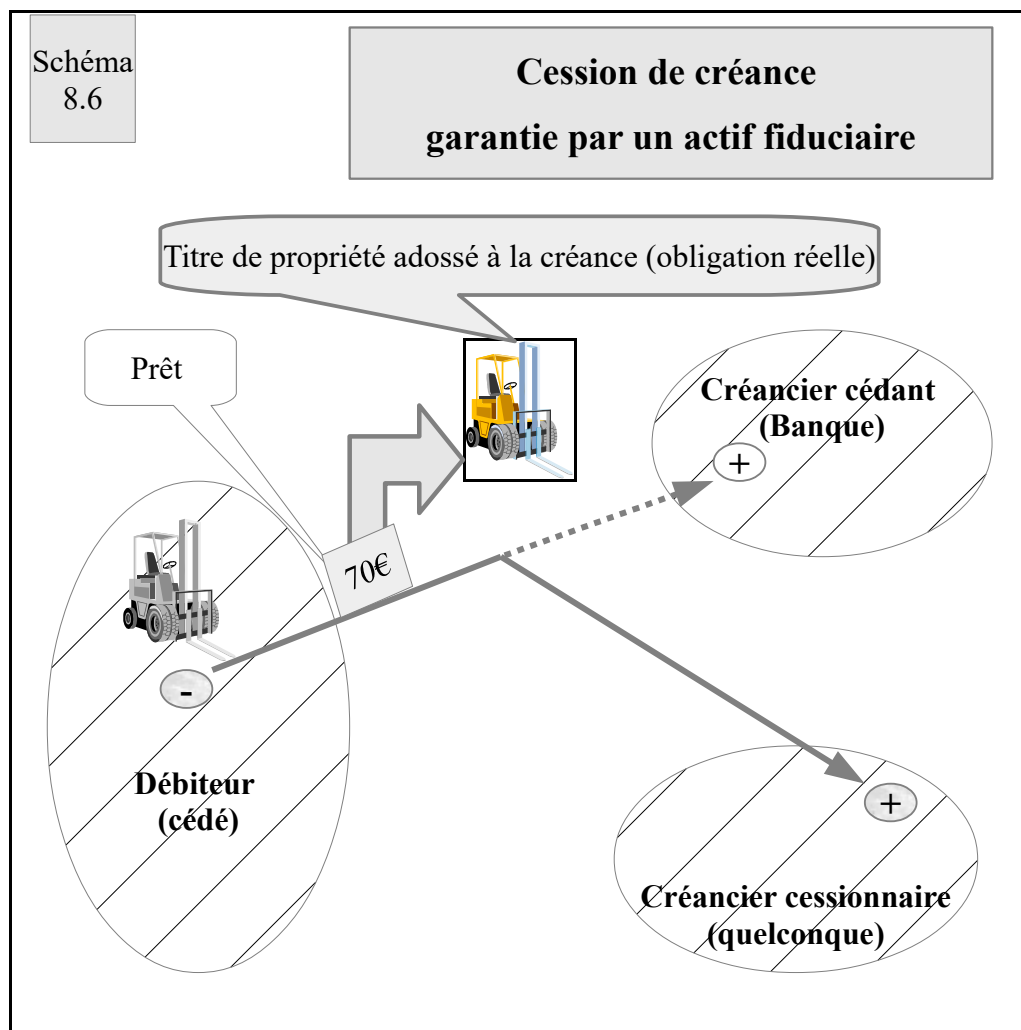 Schéma
8.6
Cession de créance
garantie par un actif fiduciaire
Titre de propriété adossé à la créance (obligation réelle)
Prêt
Créancier cédant
(Banque)
+
70€
-
Débiteur
(cédé)
+
Créancier cessionnaire
(quelconque)